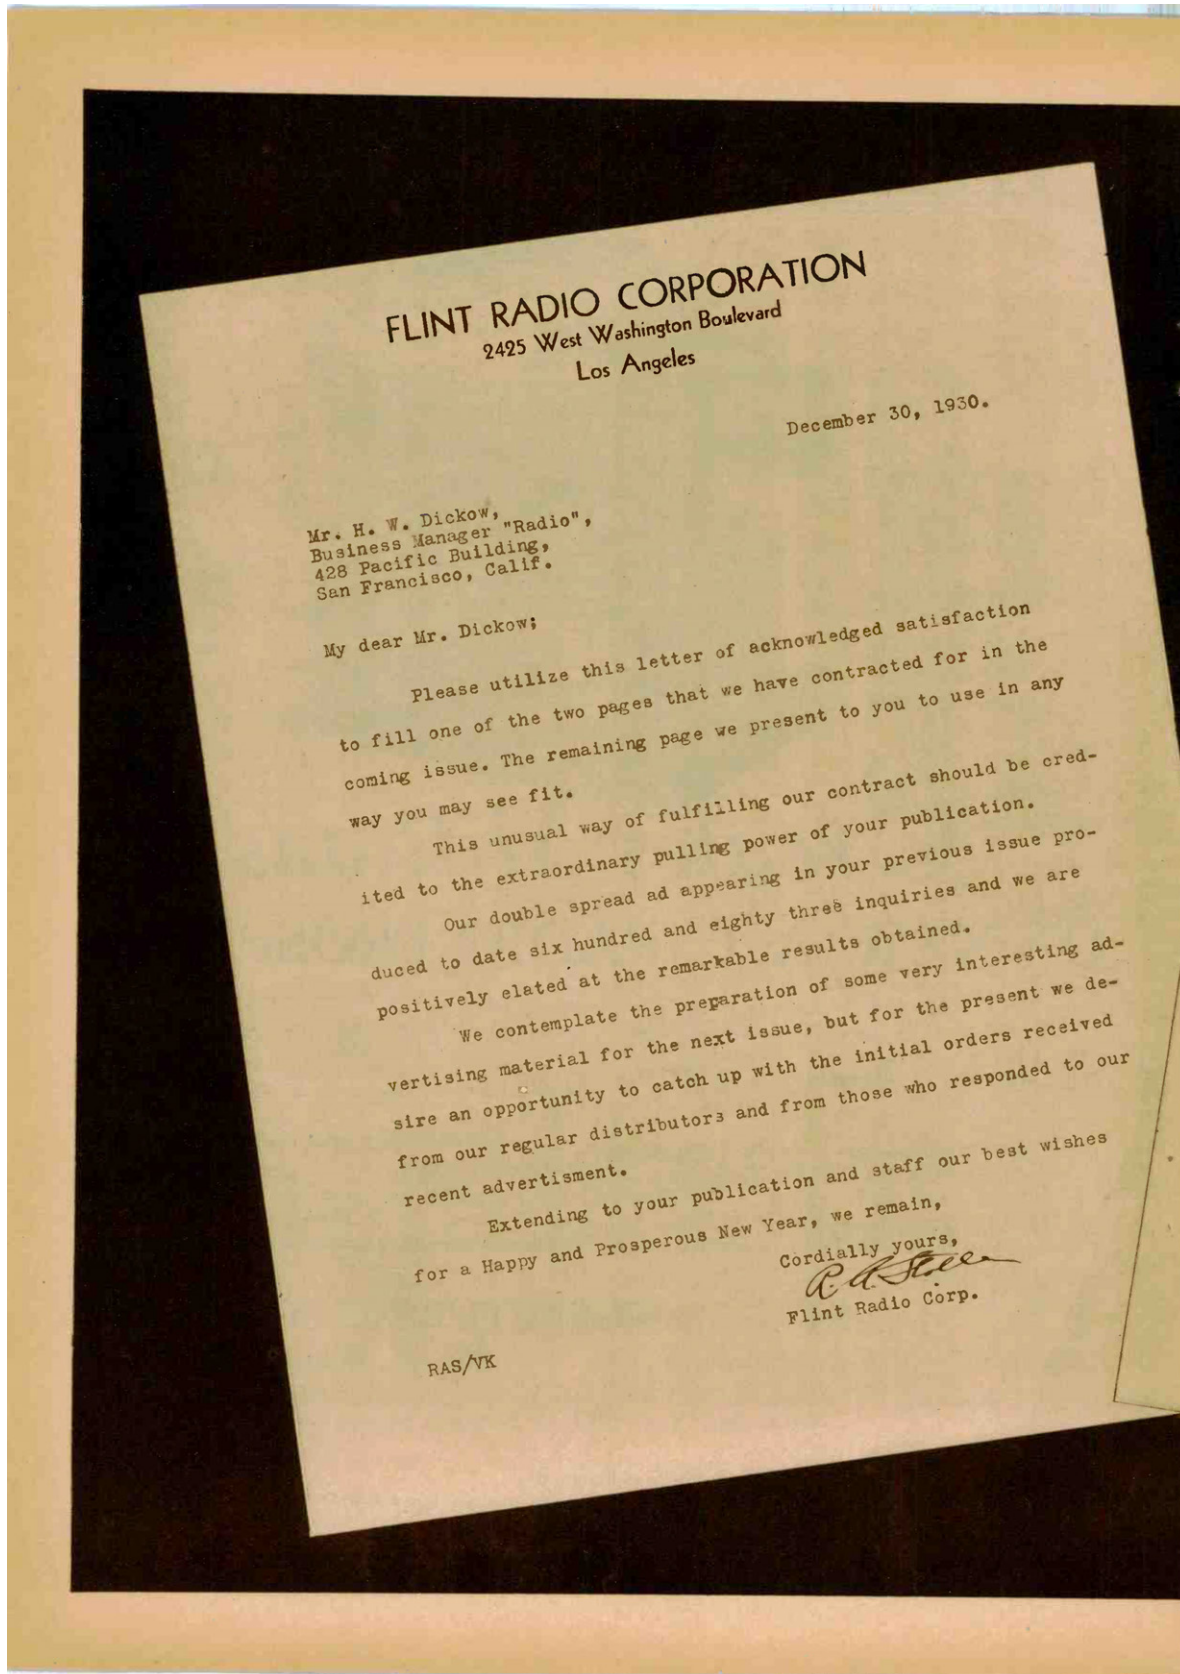 FLINT RADIO CORPORATION
2425 West Washington Boulevard
Los Angeles
December 30, 1930.
Mr. H. W. Dickow,
Business Manager "Radio",
428 Pacific Building,
San Francisco, Calif.
My dear Mr. Dickow;
Please utilize this letter of acknowledged satisfaction
to fill one of the two pages that we have contracted for in the
coming issue. The remaining page we present to you to use in any
way you may see fit.
This unusual way of fulfilling our contract should be cred-
ited to the extraordinary pulling power of your publication.
Our double spread ad appearing in your previous issue pro-
duced to date six hundred and eighty three inquiries and we are
positively elated at the remarkable results obtained.
We contemplate the preparation of some very interesting ad-
vertising material for the next issue, but for the present we de-
sire an opportunity to catch up with the initial orders received
from our regular distributors and from those who responded to our
recent advertisment.
Extending to your publication and staff our best wishes
for a Happy and Prosperous New Year, we remain,
Cordially yours,
R. A.
Flint Radio Corp.
RAS/VK